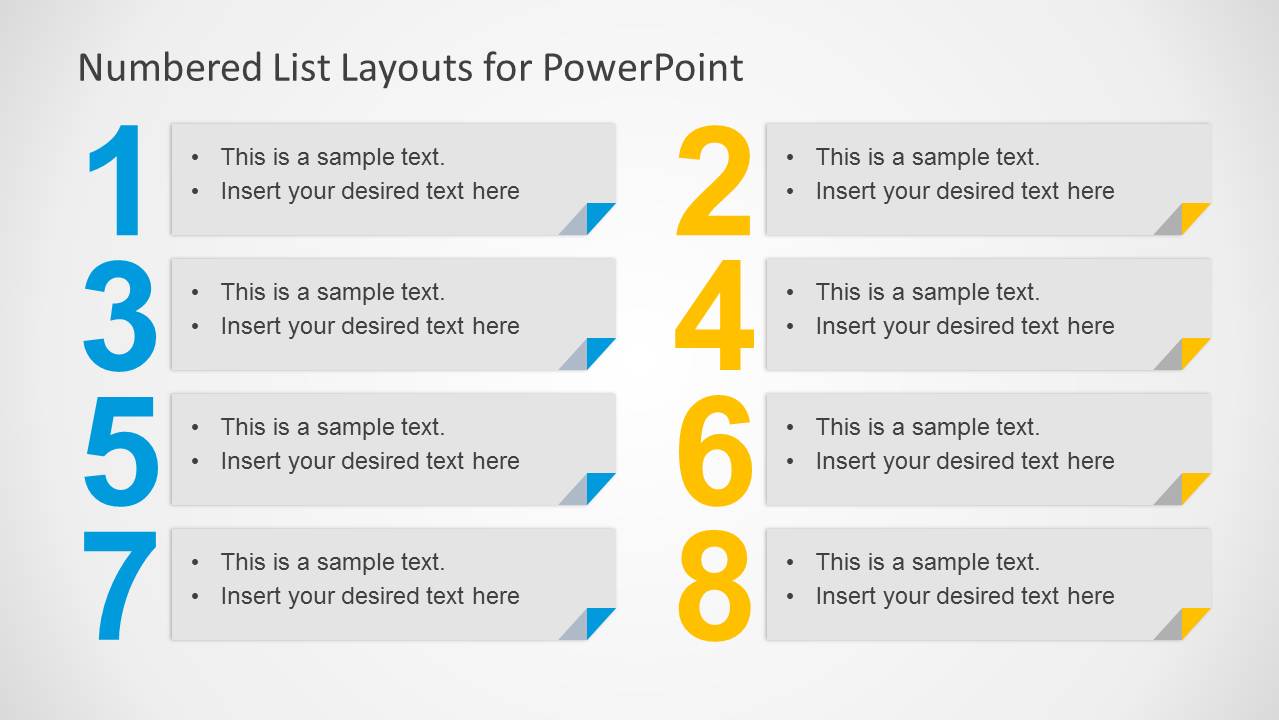 Numbered List Layouts for PowerPoint
1
• This is a sample text.
• Insert your desired text here
2
• This is a sample text.
• Insert your desired text here
3
• This is a sample text.
• Insert your desired text here
4
• This is a sample text.
• Insert your desired text here
5
• This is a sample text.
• Insert your desired text here
6
• This is a sample text.
• Insert your desired text here
7
• This is a sample text.
• Insert your desired text here
8
• This is a sample text.
• Insert your desired text here